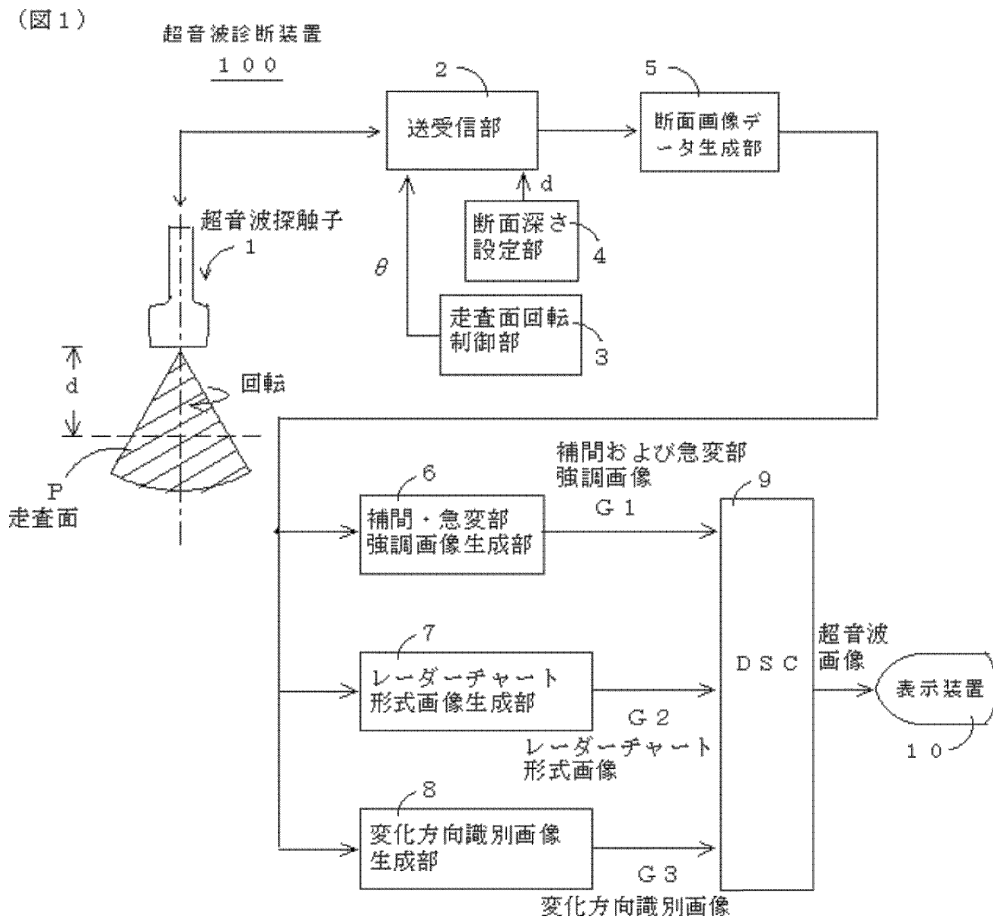 （図１）
超音波診断装置
１００
２
送受信部
５
断面画像デ
ータ生成部
d
断面深さ
設定部
４
超音波探触子
１
θ
走査面回転
制御部
３
d
回転
P
走査面
補間および急変部
強調画像
G１
６
補間・急変部
強調画像生成部
９
DSC
超音波
画像
表示装置
１０
７
レーダーチャート
形式画像生成部
G２
レーダーチャート
形式画像
８
変化方向識別画像
生成部
G３
変化方向識別画像